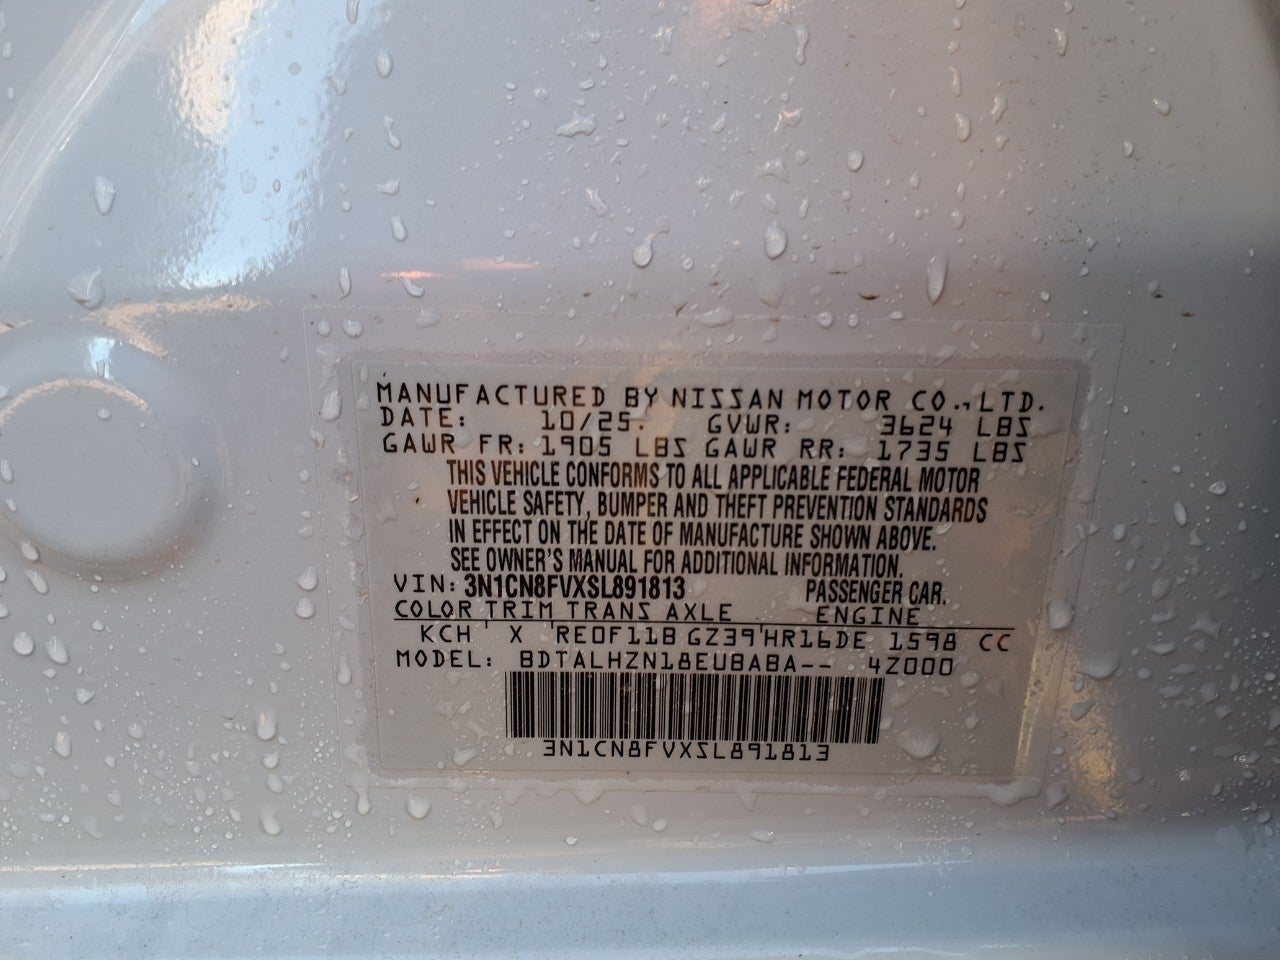 MANUFACTURED BY NISSAN MOTOR CO., LTD.
DATE: 10/25. GVWR: 3624 LBS
GAWR FR: 1905 LBS GAWR RR: 1735 LBS
THIS VEHICLE CONFORMS TO ALL APPLICABLE FEDERAL MOTOR
VEHICLE SAFETY, BUMPER AND THEFT PREVENTION STANDARDS
IN EFFECT ON THE DATE OF MANUFACTURE SHOWN ABOVE.
SEE OWNER'S MANUAL FOR ADDITIONAL INFORMATION.
VIN: 3N1CN8FVXSL891813 PASSENGER CAR.
COLOR TRIM TRANS AXLE ENGINE
KCH ' X 'RE0F11B GZ39'HR16DE 1598 CC
MODEL: BDTALHZN18EUBABA-- 4Z000
3N1CN8FVXSL891813